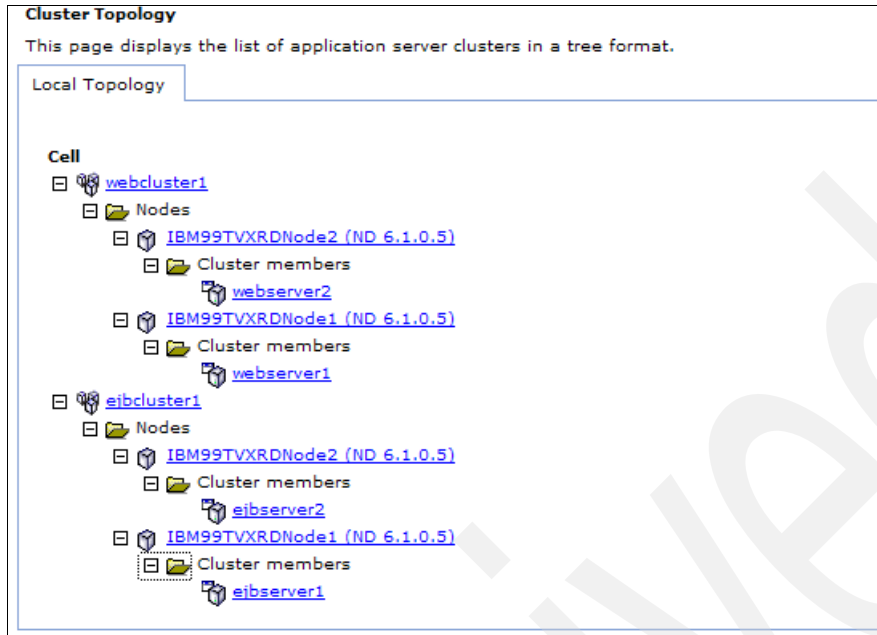 Cluster Topology
This page displays the list of application server clusters in a tree format.
Local Topology
Cell
webcluster1
Nodes
IBM99TVXRDNode2 (ND 6.1.0.5)
Cluster members
webserver2
IBM99TVXRDNode1 (ND 6.1.0.5)
Cluster members
webserver1
ejbcluster1
Nodes
IBM99TVXRDNode2 (ND 6.1.0.5)
Cluster members
ejbserver2
IBM99TVXRDNode1 (ND 6.1.0.5)
Cluster members
ejbserver1